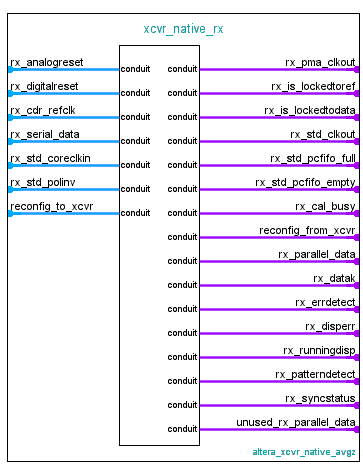 xcvr_native_rx
rx_analogreset conduit conduit rx_pma_clkout
rx_digitalreset conduit conduit rx_is_lockedtoref
rx_cdr_refclk conduit conduit rx_is_lockedtodata
rx_serial_data conduit conduit rx_std_clkout
rx_std_coreclkin conduit conduit rx_std_pcfifo_full
rx_std_polinv conduit conduit rx_std_pcfifo_empty
reconfig_to_xcvr conduit conduit rx_cal_busy
conduit reconfig_from_xcvr
conduit rx_parallel_data
conduit rx_datak
conduit rx_errdetect
conduit rx_disperr
conduit rx_runningdisp
conduit rx_patterndetect
conduit rx_syncstatus
conduit unused_rx_parallel_data
altera_xcvr_native_avgz